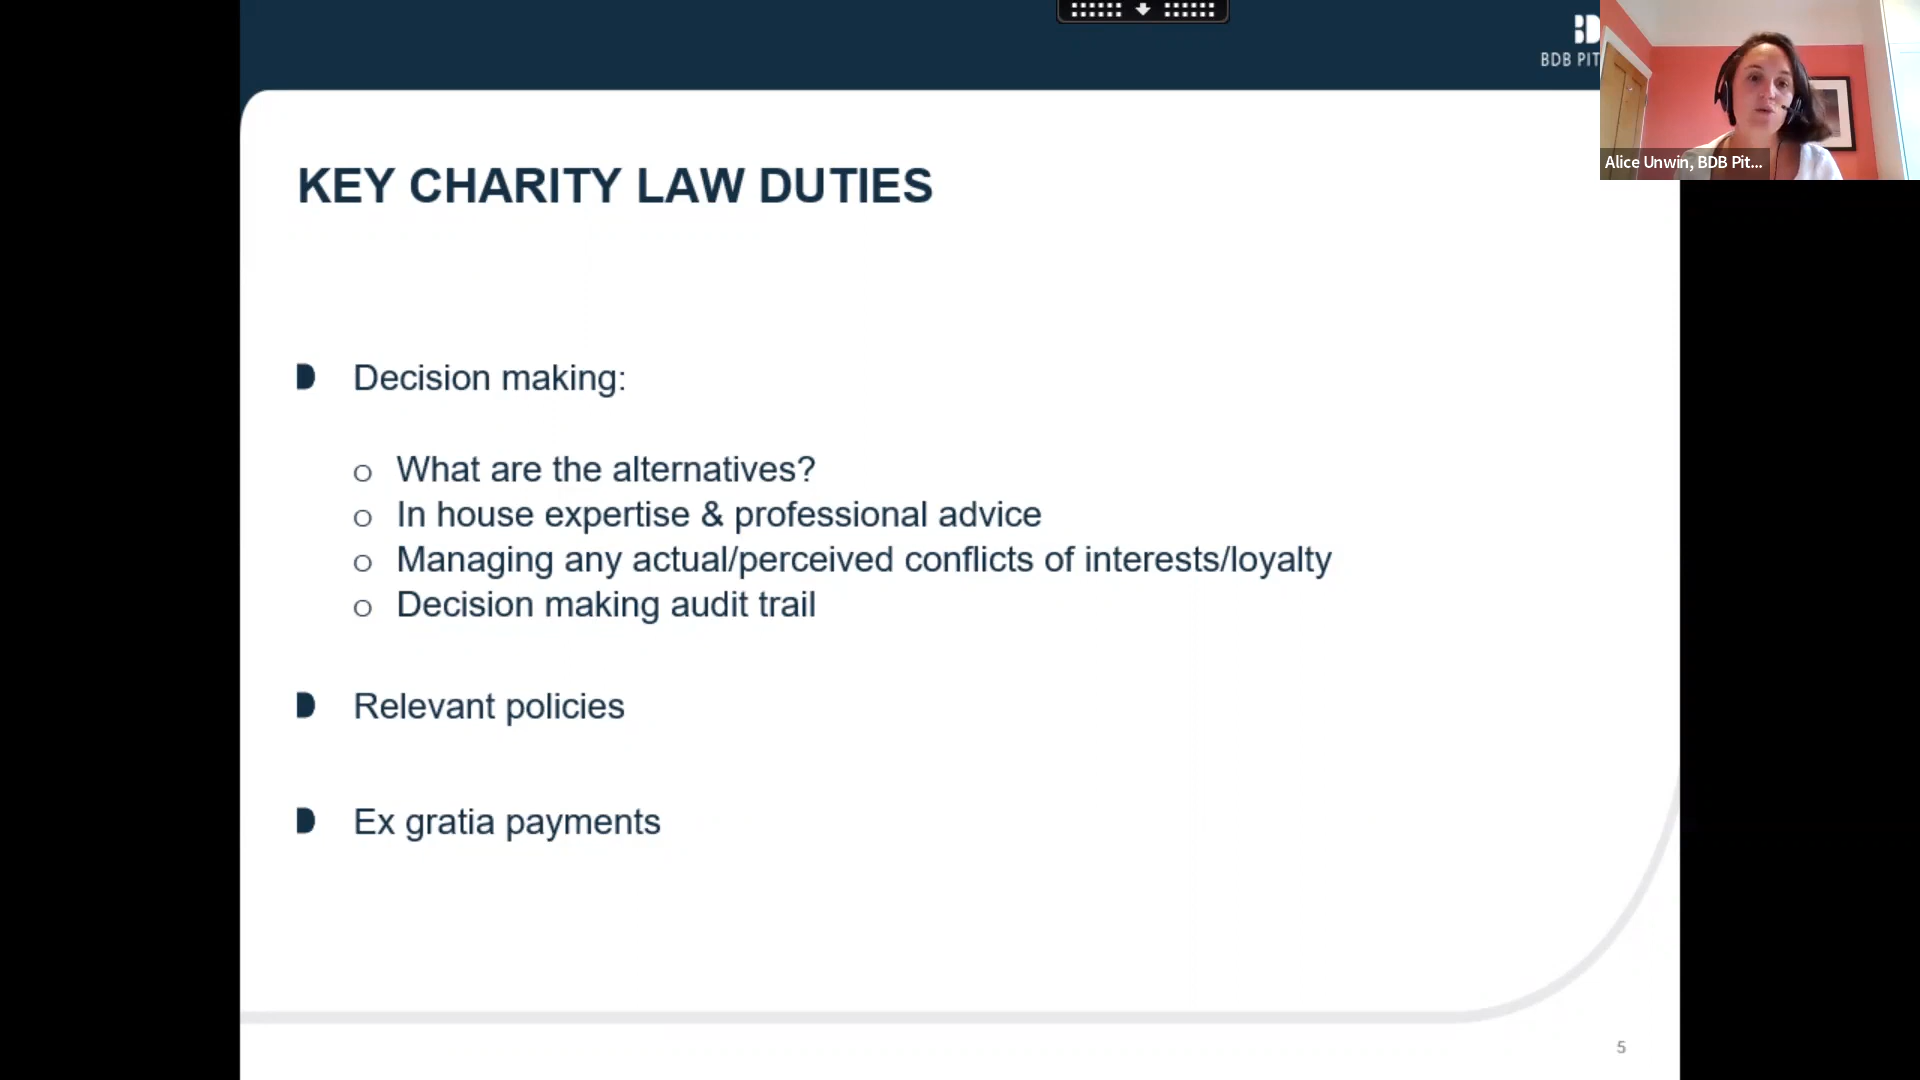 BDB PIT
Alice Unwin, BDB Pit...
KEY CHARITY LAW DUTIES
Decision making:
o What are the alternatives?
o In house expertise & professional advice
o Managing any actual/perceived conflicts of interests/loyalty
o Decision making audit trail
Relevant policies
Ex gratia payments
5